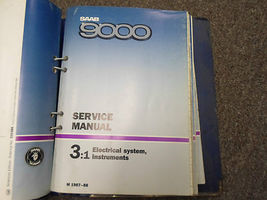 SAAB
9000
SERVICE
MANUAL
3:1 Electrical system,
instruments
M 1987-88